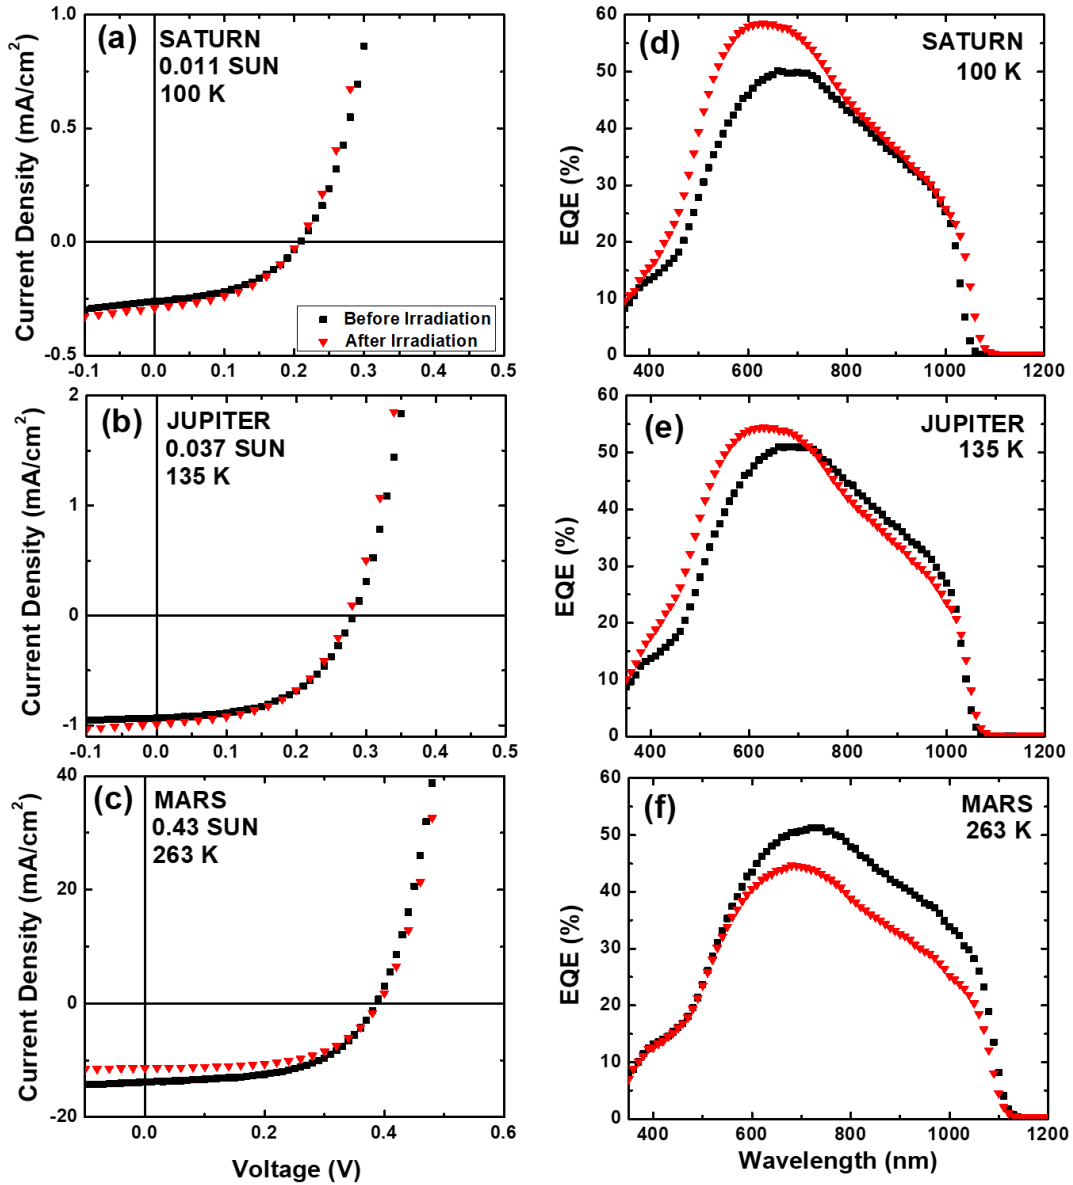 (a)
SATURN
0.011 SUN
100 K
Current Density (mA/cm²)
1.0
0.5
0.0
-0.5
-0.1 0.0 0.1 0.2 0.3 0.4 0.5
Before Irradiation
After Irradiation
(d)
SATURN
100 K
EQE (%)
60
50
40
30
20
10
0
400 600 800 1000 1200
(b)
JUPITER
0.037 SUN
135 K
Current Density (mA/cm²)
2
1
0
-1
-0.1 0.0 0.1 0.2 0.3 0.4 0.5
(e)
JUPITER
135 K
EQE (%)
60
50
40
30
20
10
0
400 600 800 1000 1200
(c)
MARS
0.43 SUN
263 K
Current Density (mA/cm²)
40
20
0
-20
0.0 0.2 0.4 0.6
Voltage (V)
(f)
MARS
263 K
EQE (%)
60
50
40
30
20
10
0
400 600 800 1000 1200
Wavelength (nm)